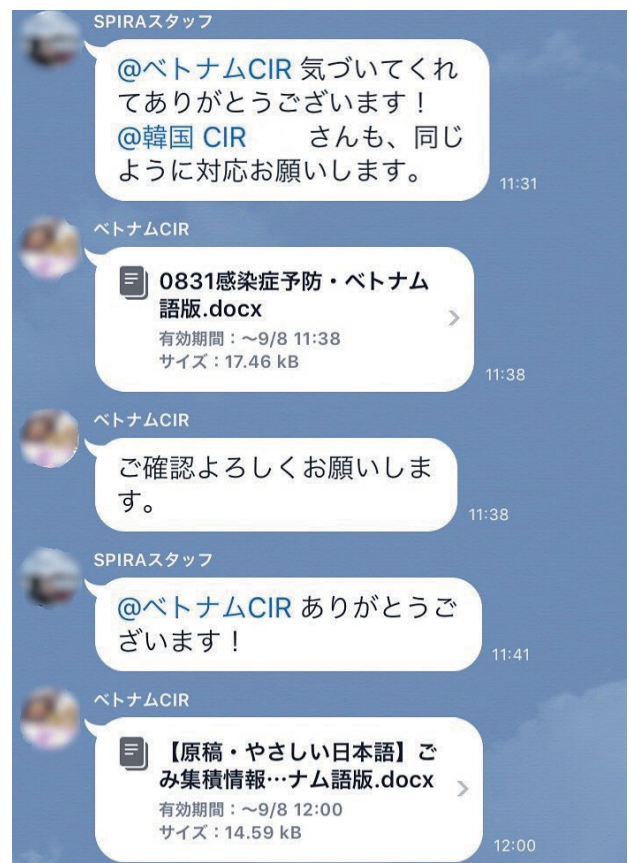 SPIRAスタッフ
@ベトナムCIR 気づいてくれ
てありがとうございます！
@韓国 CIR さんも、同じ
ように対応お願いします。
11:31
ベトナムCIR
0831感染症予防・ベトナム
語版.docx
有効期間：〜9/8 11:38
サイズ：17.46 kB
11:38
ベトナムCIR
ご確認よろしくお願いしま
す。
11:38
SPIRAスタッフ
@ベトナムCIR ありがとうご
ざいます！
11:41
ベトナムCIR
【原稿・やさしい日本語】ご
み集積情報…ナム語版.docx
有効期間：〜9/8 12:00
サイズ：14.59 kB
12:00